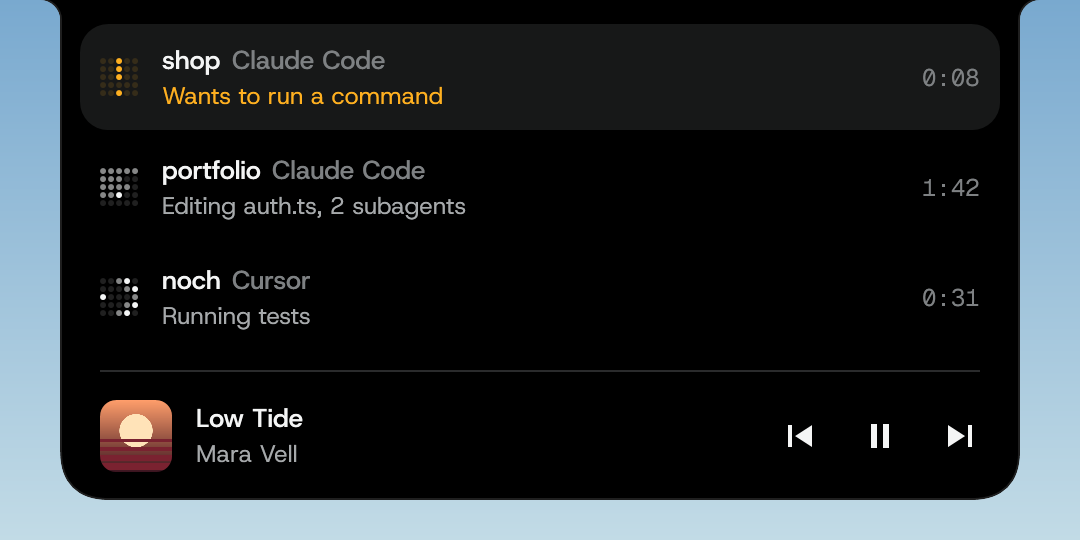 shop Claude Code
Wants to run a command
0:08
portfolio Claude Code
Editing auth.ts, 2 subagents
1:42
noch Cursor
Running tests
0:31
Low Tide
Mara Vell